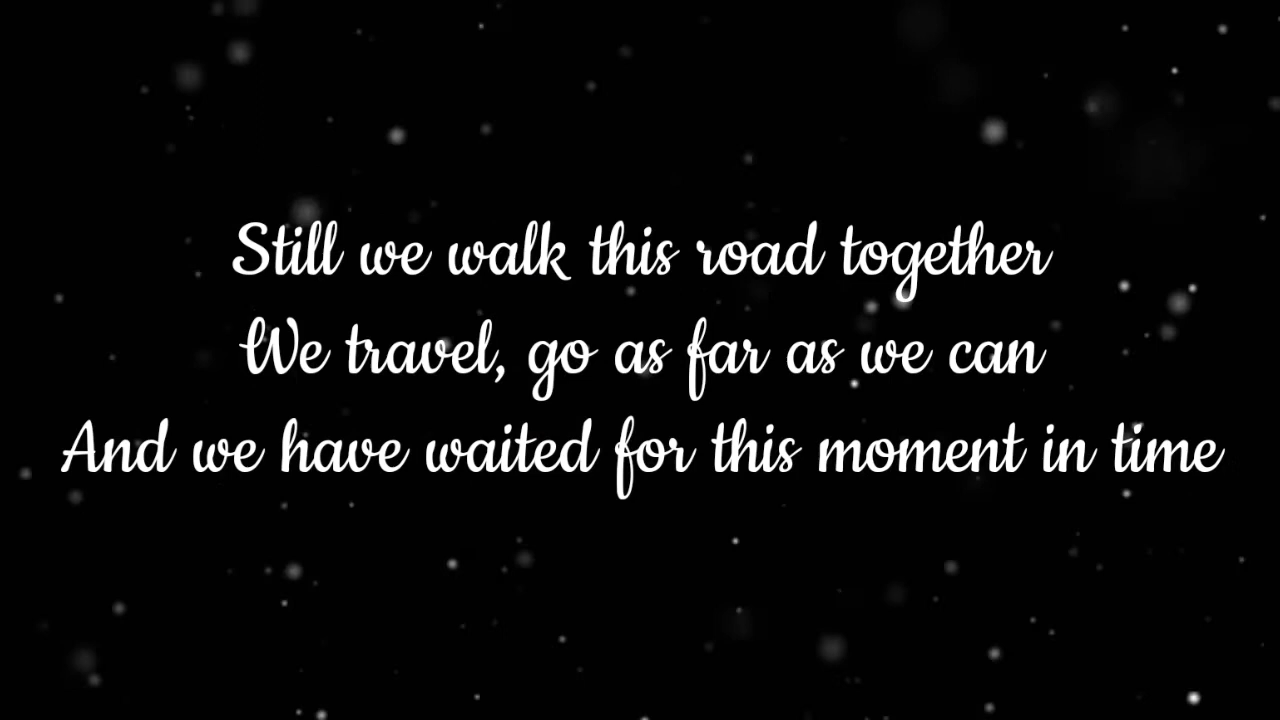 Still we walk this road together
We travel, go as far as we can
And we have waited for this moment in time